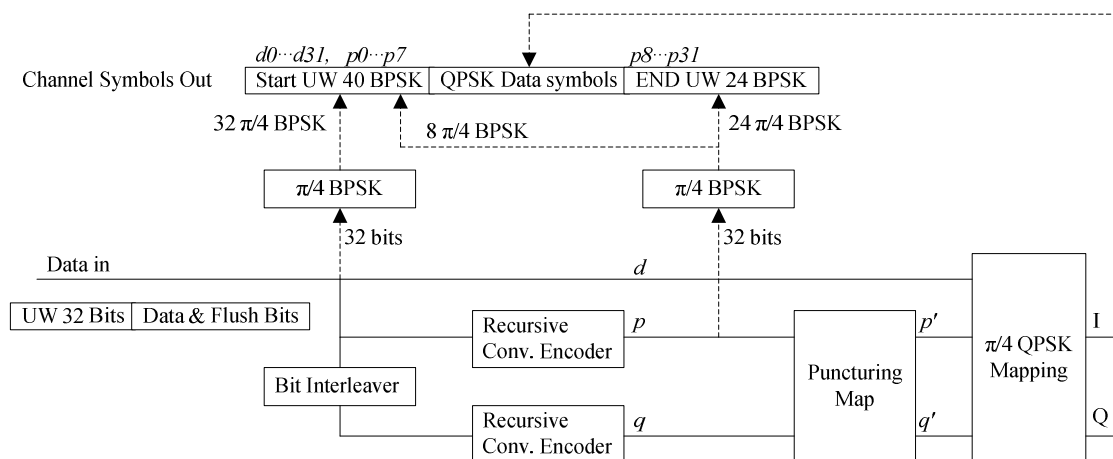 d0···d31, p0···p7
p8···p31
Channel Symbols Out
Start UW 40 BPSK
QPSK Data symbols
END UW 24 BPSK
32 π/4 BPSK
8 π/4 BPSK
24 π/4 BPSK
π/4 BPSK
π/4 BPSK
32 bits
32 bits
Data in
d
UW 32 Bits
Data & Flush Bits
Recursive
Conv. Encoder
p
p′
I
Puncturing
Map
π/4 QPSK
Mapping
Bit Interleaver
Recursive
Conv. Encoder
q
q′
Q